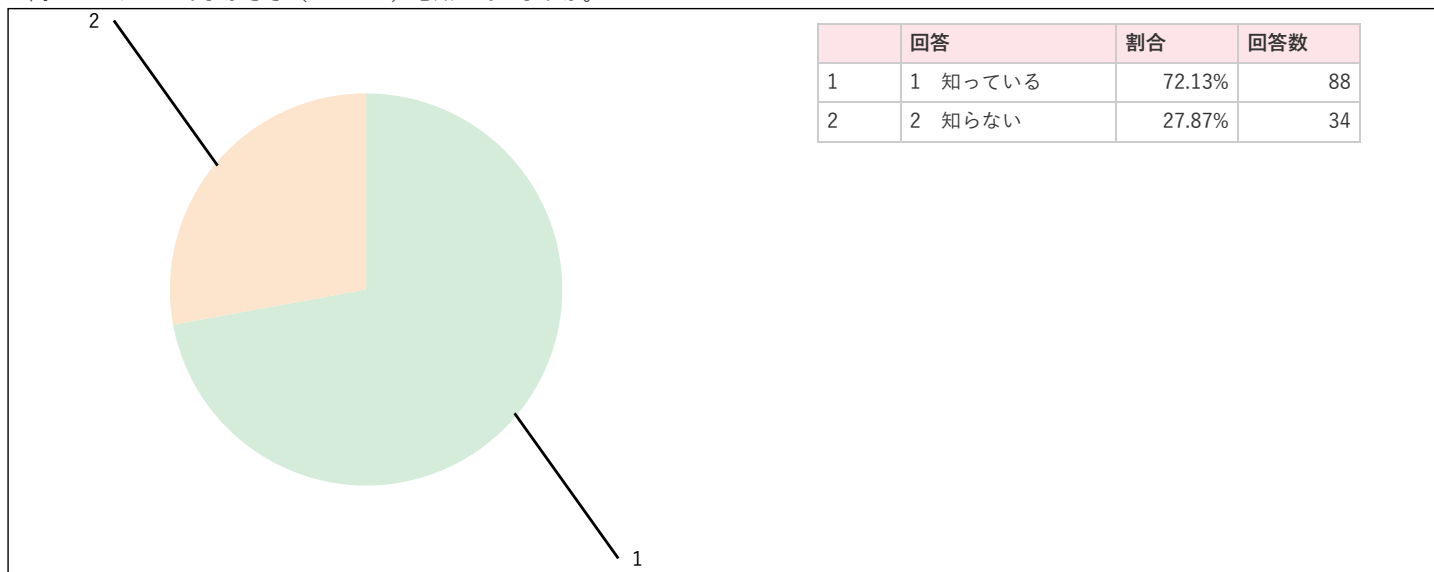 2
回答 割合 回答数
1 1 知っている 72.13% 88
2 2 知らない 27.87% 34
1